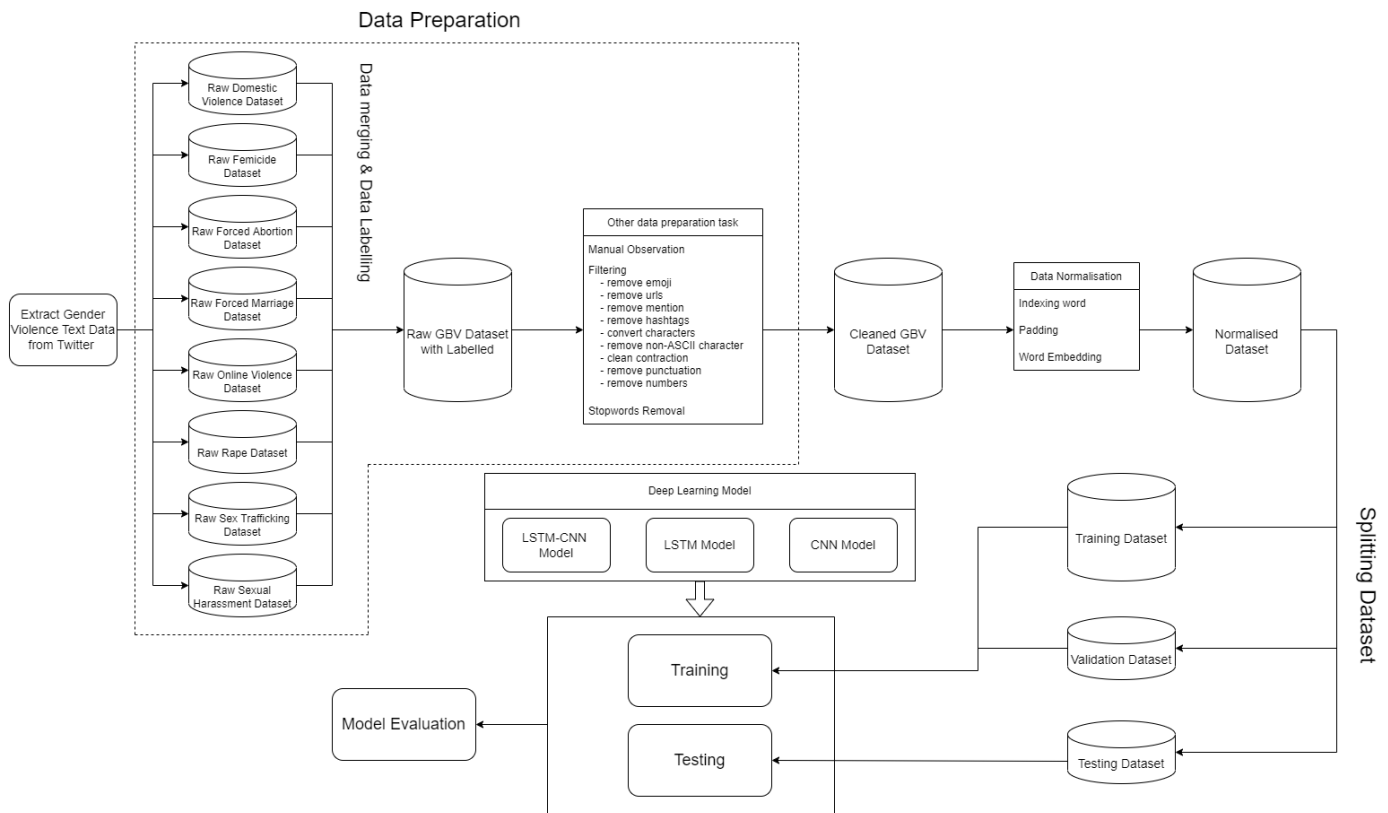 Data Preparation
Data merging & Data Labelling
Extract Gender
Violence Text Data
from Twitter
Raw Domestic
Violence Dataset
Raw Femicide
Dataset
Raw Forced Abortion
Dataset
Raw Forced Marriage
Dataset
Raw Online Violence
Dataset
Raw Rape Dataset
Raw Sex Trafficking
Dataset
Raw Sexual
Harassment Dataset
Raw GBV Dataset
with Labelled
Other data preparation task
Manual Observation
Filtering
- remove emoji
- remove urls
- remove mention
- remove hashtags
- convert characters
- remove non-ASCII character
- clean contraction
- remove punctuation
- remove numbers
Stopwords Removal
Cleaned GBV
Dataset
Data Normalisation
Indexing word
Padding
Word Embedding
Normalised
Dataset
Splitting Dataset
Training Dataset
Validation Dataset
Testing Dataset
Deep Learning Model
LSTM-CNN
Model
LSTM Model
CNN Model
Training
Testing
Model Evaluation